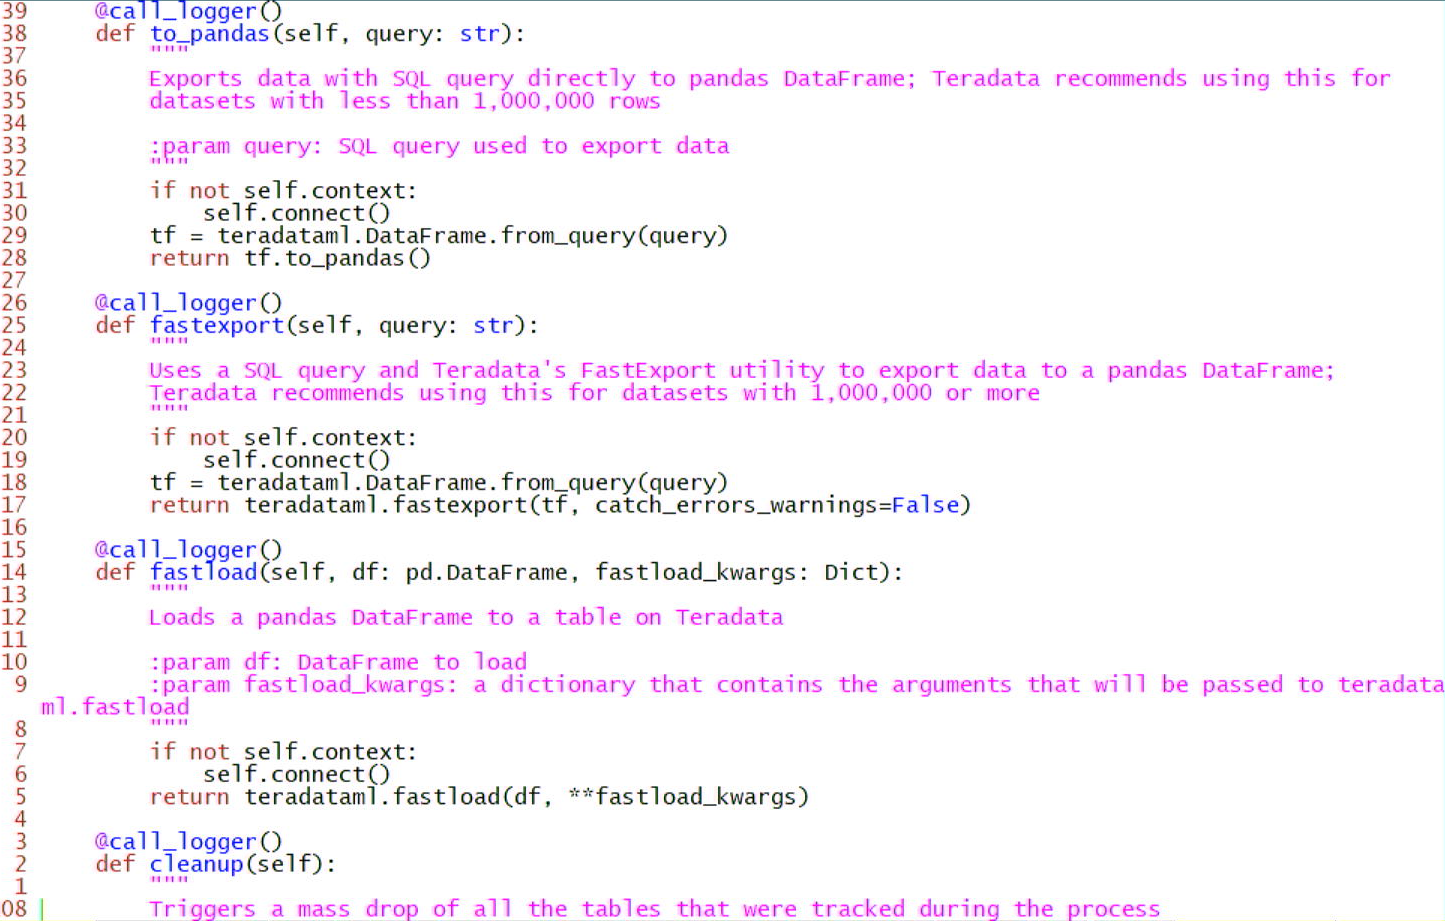 39     @call_logger()
38     def to_pandas(self, query: str):
37         """
36         Exports data with SQL query directly to pandas DataFrame; Teradata recommends using this for
35         datasets with less than 1,000,000 rows
34
33         :param query: SQL query used to export data
32         """
31         if not self.context:
30             self.connect()
29         tf = teradataml.DataFrame.from_query(query)
28         return tf.to_pandas()
27
26     @call_logger()
25     def fastexport(self, query: str):
24         """
23         Uses a SQL query and Teradata's FastExport utility to export data to a pandas DataFrame;
22         Teradata recommends using this for datasets with 1,000,000 or more
21         """
20         if not self.context:
19             self.connect()
18         tf = teradataml.DataFrame.from_query(query)
17         return teradataml.fastexport(tf, catch_errors_warnings=False)
16
15     @call_logger()
14     def fastload(self, df: pd.DataFrame, fastload_kwargs: Dict):
13         """
12         Loads a pandas DataFrame to a table on Teradata
11
10         :param df: DataFrame to load
9         :param fastload_kwargs: a dictionary that contains the arguments that will be passed to teradata
ml.fastload
8         """
7         if not self.context:
6             self.connect()
5         return teradataml.fastload(df, **fastload_kwargs)
4
3     @call_logger()
2     def cleanup(self):
1         """
08         Triggers a mass drop of all the tables that were tracked during the process